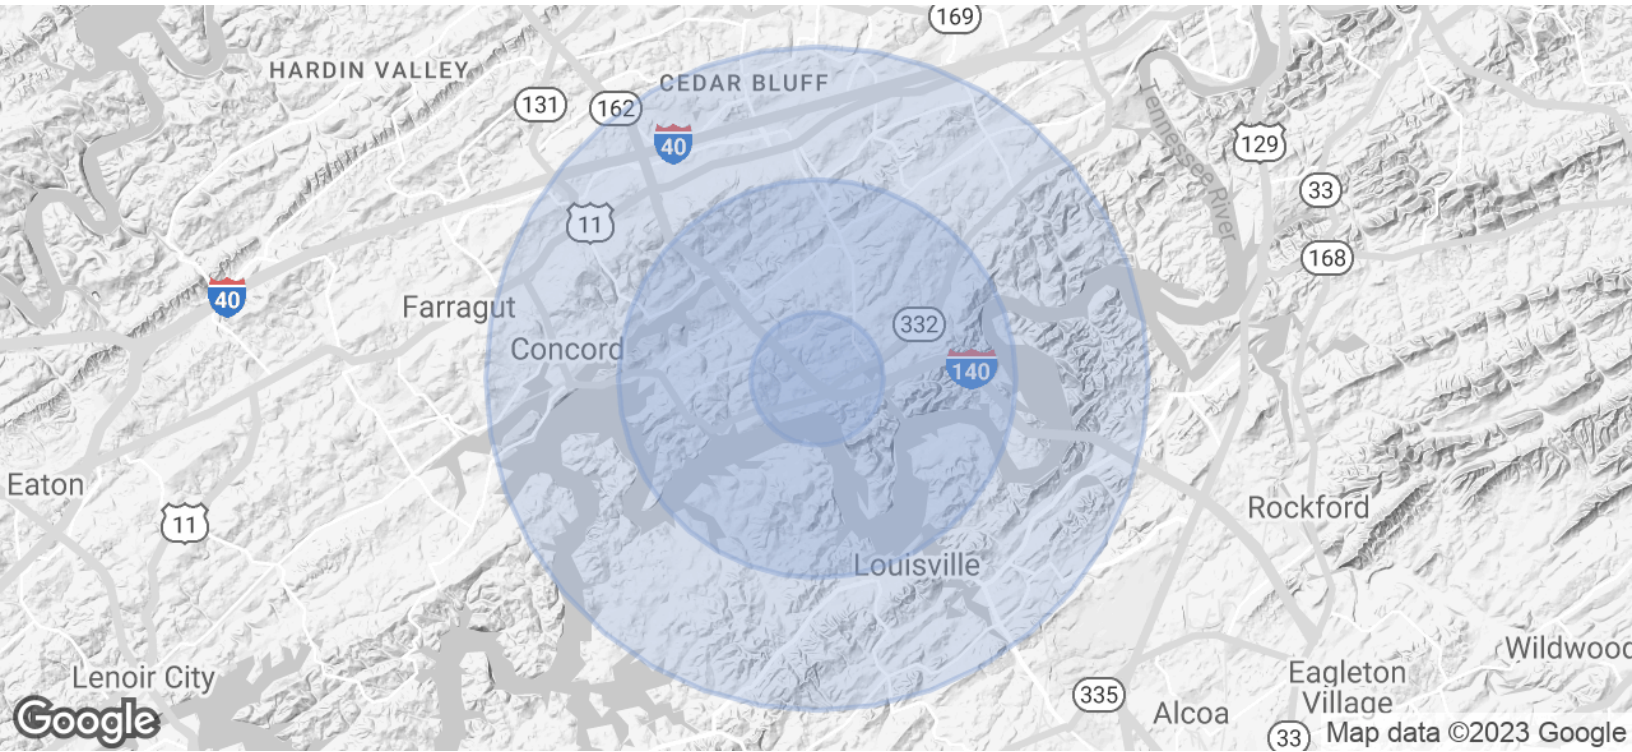 169
HARDIN VALLEY
CEDAR BLUFF
131
162
40
129
Tennessee River
33
11
168
40
Farragut
332
Concord
140
Eaton
11
Rockford
Louisville
Wildwood
Lenoir City
Eagleton
Village
335
Alcoa
Google
33
Map data ©2023 Google